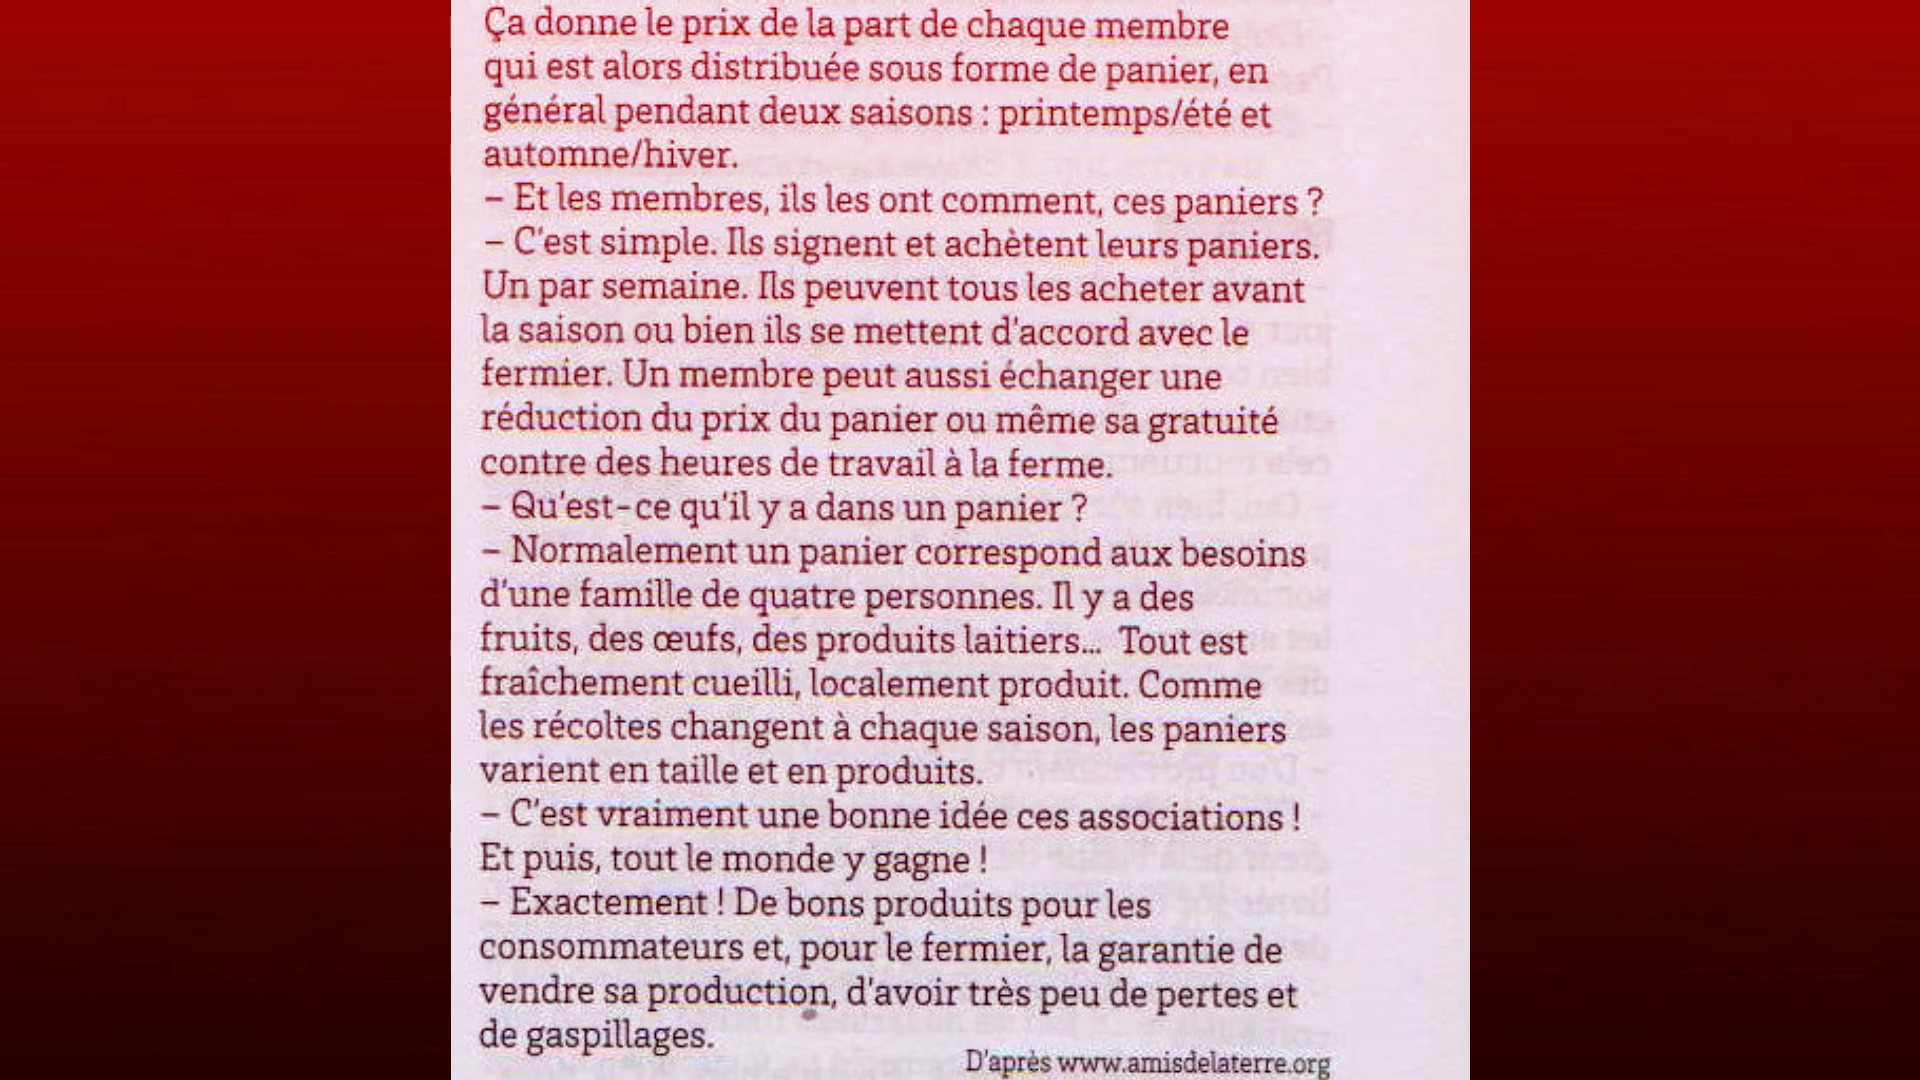 Ça donne le prix de la part de chaque membre
qui est alors distribuée sous forme de panier, en
général pendant deux saisons : printemps/été et
automne/hiver.
– Et les membres, ils les ont comment, ces paniers ?
– C'est simple. Ils signent et achètent leurs paniers.
Un par semaine. Ils peuvent tous les acheter avant
la saison ou bien ils se mettent d'accord avec le
fermier. Un membre peut aussi échanger une
réduction du prix du panier ou même sa gratuité
contre des heures de travail à la ferme.
– Qu'est-ce qu'il y a dans un panier ?
– Normalement un panier correspond aux besoins
d'une famille de quatre personnes. Il y a des
fruits, des œufs, des produits laitiers... Tout est
fraîchement cueilli, localement produit. Comme
les récoltes changent à chaque saison, les paniers
varient en taille et en produits.
– C'est vraiment une bonne idée ces associations !
Et puis, tout le monde y gagne !
– Exactement ! De bons produits pour les
consommateurs et, pour le fermier, la garantie de
vendre sa production, d'avoir très peu de pertes et
de gaspillages.
D'après www.amisdelaterre.org